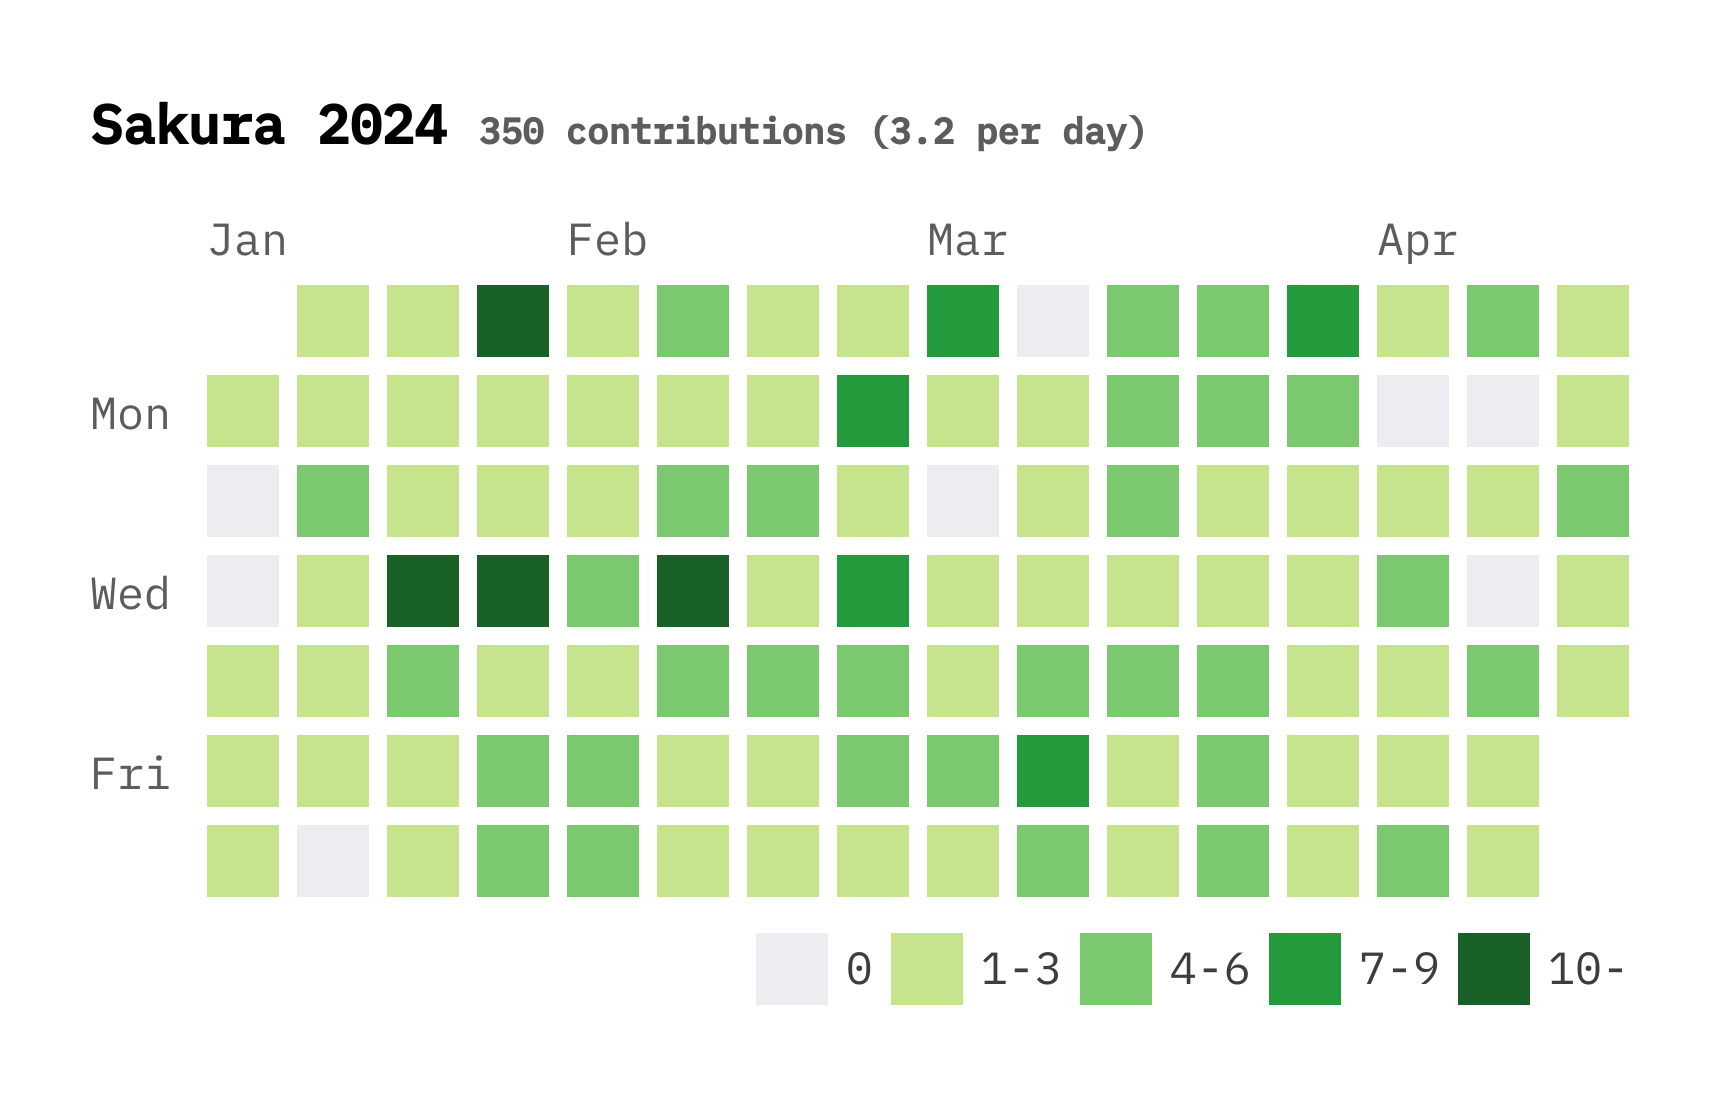 Sakura 2024 350 contributions (3.2 per day)
Jan Feb Mar Apr
Mon
Wed
Fri
0 1-3 4-6 7-9 10-